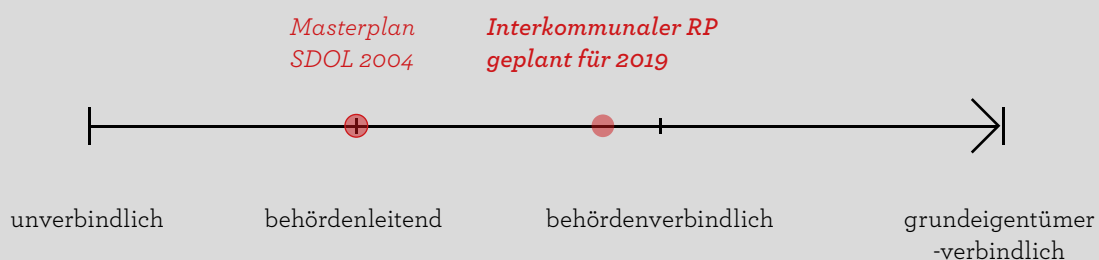 Masterplan
SDOL 2004
Interkommunaler RP
geplant für 2019
unverbindlich
behördenleitend
behördenverbindlich
grundeigentümer
-verbindlich